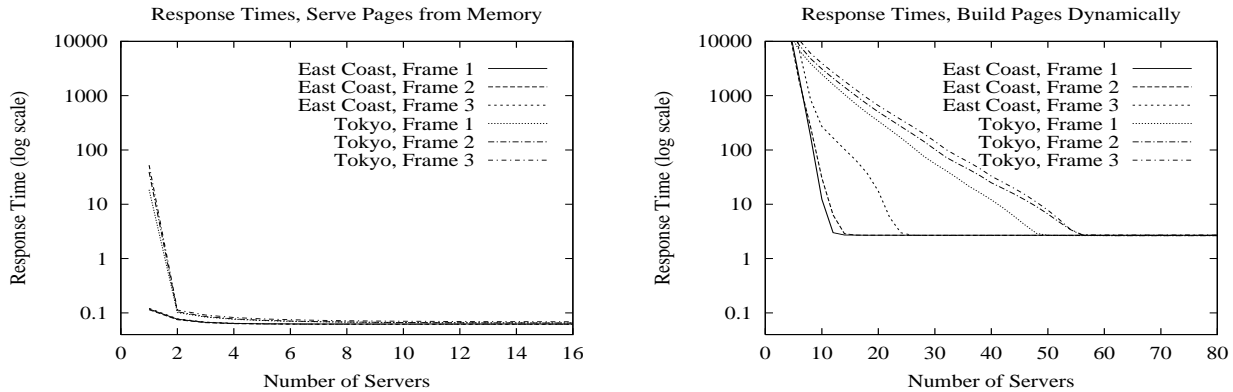 Response Times, Serve Pages from Memory
10000
1000
100
10
1
0.1
Response Time (log scale)
East Coast, Frame 1
East Coast, Frame 2
East Coast, Frame 3
Tokyo, Frame 1
Tokyo, Frame 2
Tokyo, Frame 3
0 2 4 6 8 10 12 14 16
Number of Servers
Response Times, Build Pages Dynamically
10000
1000
100
10
1
0.1
Response Time (log scale)
East Coast, Frame 1
East Coast, Frame 2
East Coast, Frame 3
Tokyo, Frame 1
Tokyo, Frame 2
Tokyo, Frame 3
0 10 20 30 40 50 60 70 80
Number of Servers